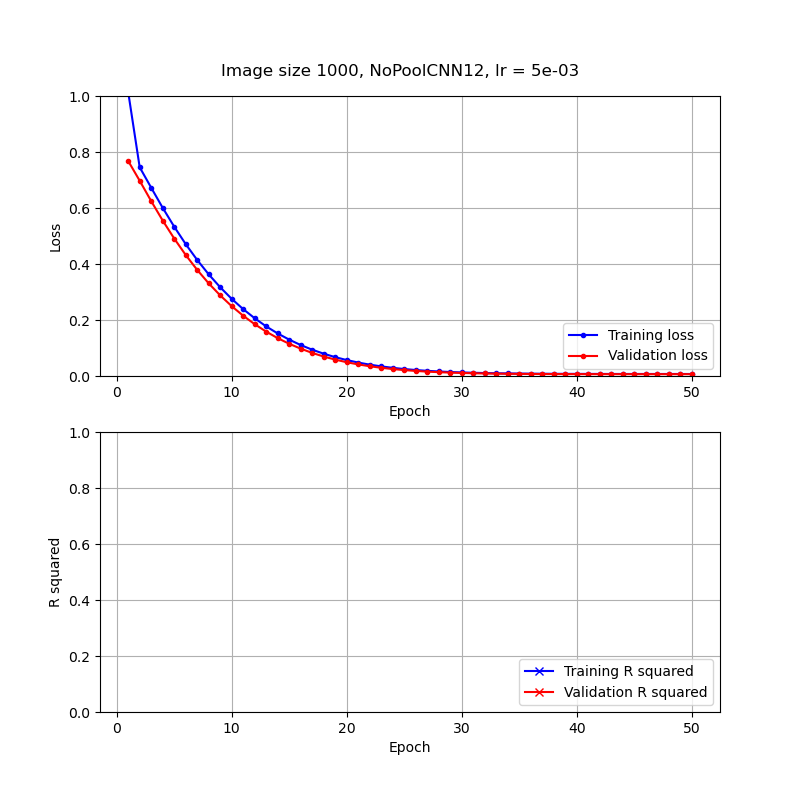 Image size 1000, NoPoolCNN12, lr = 5e-03
1.0
0.8
0.6
0.4
0.2
0.0
Loss
Training loss
Validation loss
0 10 20 30 40 50
Epoch
1.0
0.8
0.6
0.4
0.2
0.0
R squared
Training R squared
Validation R squared
0 10 20 30 40 50
Epoch